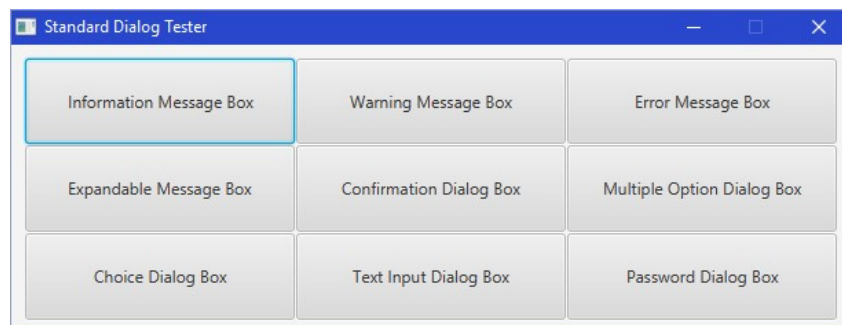 Standard Dialog Tester
Information Message Box Warning Message Box Error Message Box
Expandable Message Box Confirmation Dialog Box Multiple Option Dialog Box
Choice Dialog Box Text Input Dialog Box Password Dialog Box